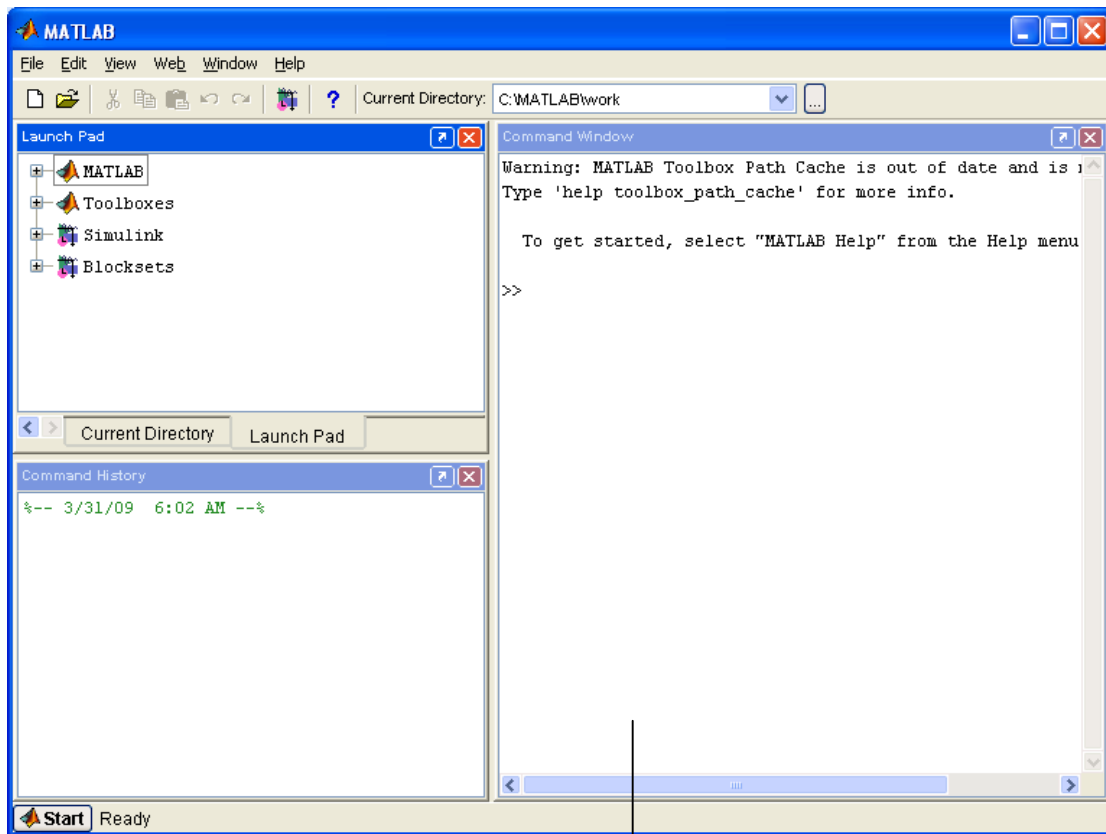 MATLAB
File Edit View Web Window Help
? Current Directory: C:\MATLAB\work ...
Launch Pad
MATLAB
Toolboxes
Simulink
Blocksets
Current Directory Launch Pad
Command History
%-- 3/31/09 6:02 AM --%
Command Window
Warning: MATLAB Toolbox Path Cache is out of date and is
Type 'help toolbox_path_cache' for more info.
To get started, select "MATLAB Help" from the Help menu
>>
Start Ready